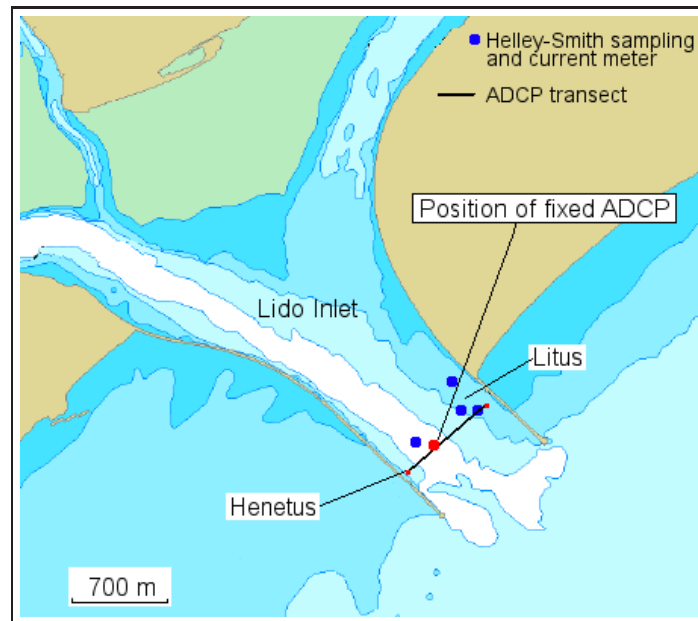 Helley-Smith sampling
and current meter
ADCP transect
Position of fixed ADCP
Lido Inlet
Litus
Henetus
700 m